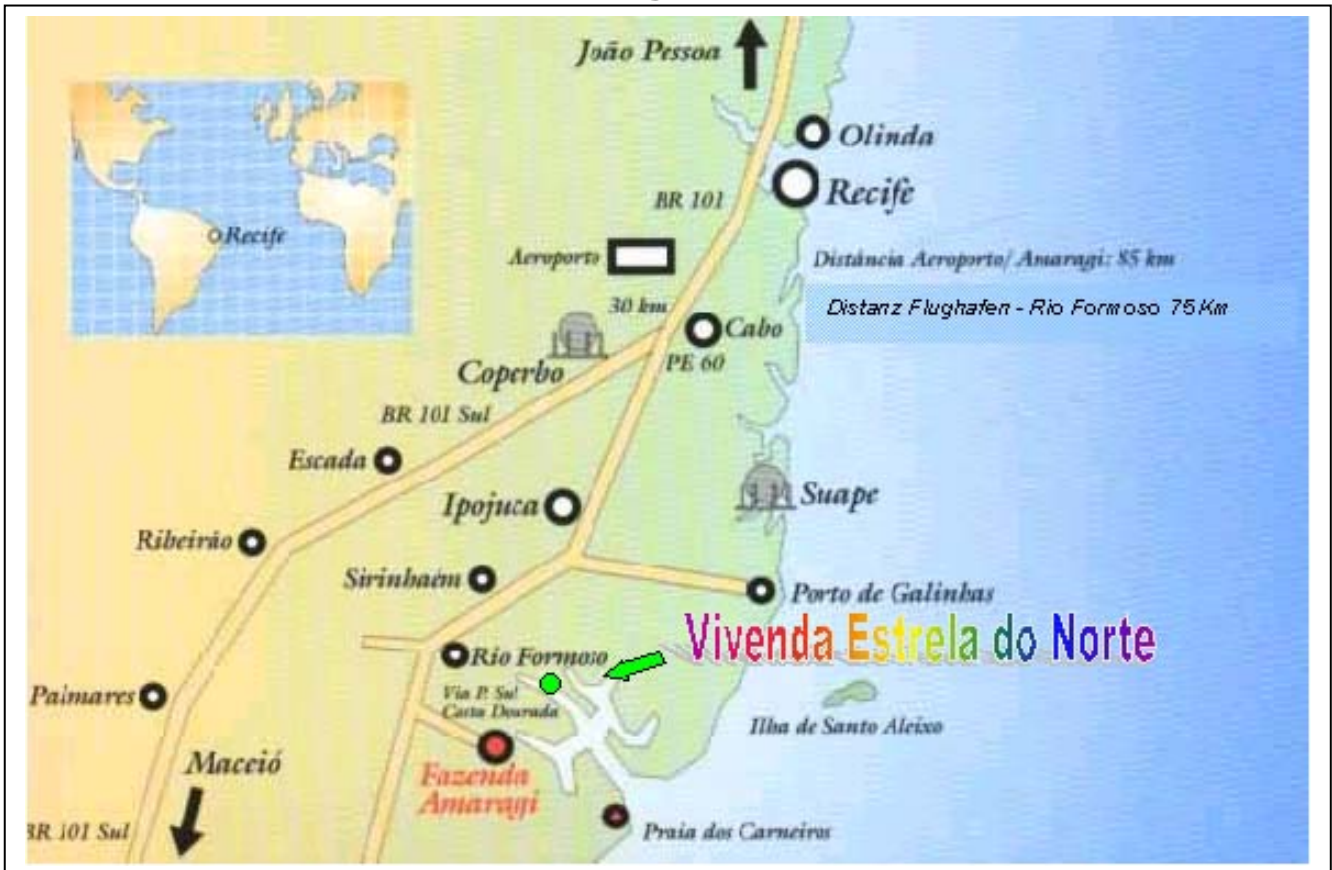 João Pessoa
Olinda
Recife
BR 101
Recife
Aeroporto
Distáncia Aeroporto/Amaragi: 85 km
30 km
Distanz Flughafen - Rio Formoso 75 Km
Cabo
PE 60
Coperbo
BR 101 Sul
Escada
Suape
Ipojuca
Ribeirão
Sirinhaém
Porto de Galinhas
Vivenda Estrela do Norte
Rio Formoso
Via P. Sul
Costa Dourada
Palmares
Ilha de Santo Aleixo
Maceió
Fazenda
Amaragi
BR 101 Sul
Praia dos Carneiros